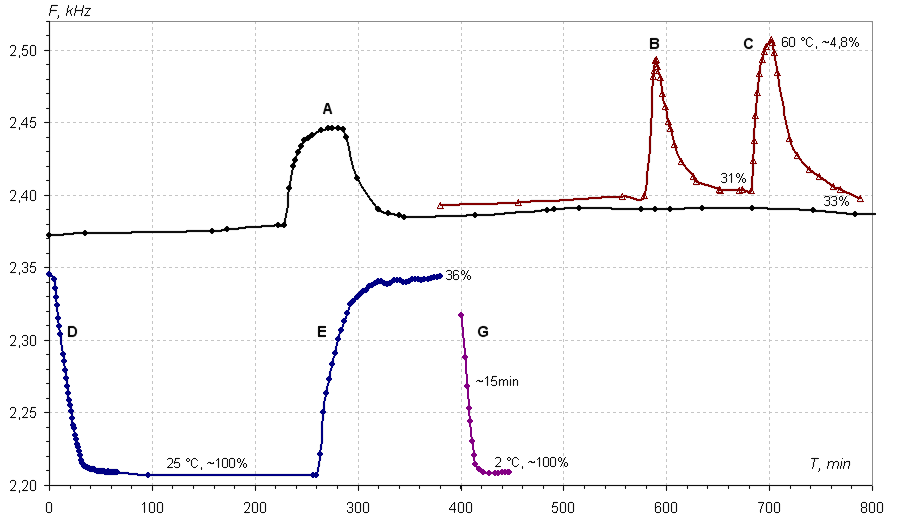 F, kHz
2,50
2,45
2,40
2,35
2,30
2,25
2,20
A
B
C
60 °C, ~4,8%
31%
33%
36%
D
E
G
~15min
25 °C, ~100%
2 °C, ~100%
T, min
0 100 200 300 400 500 600 700 800